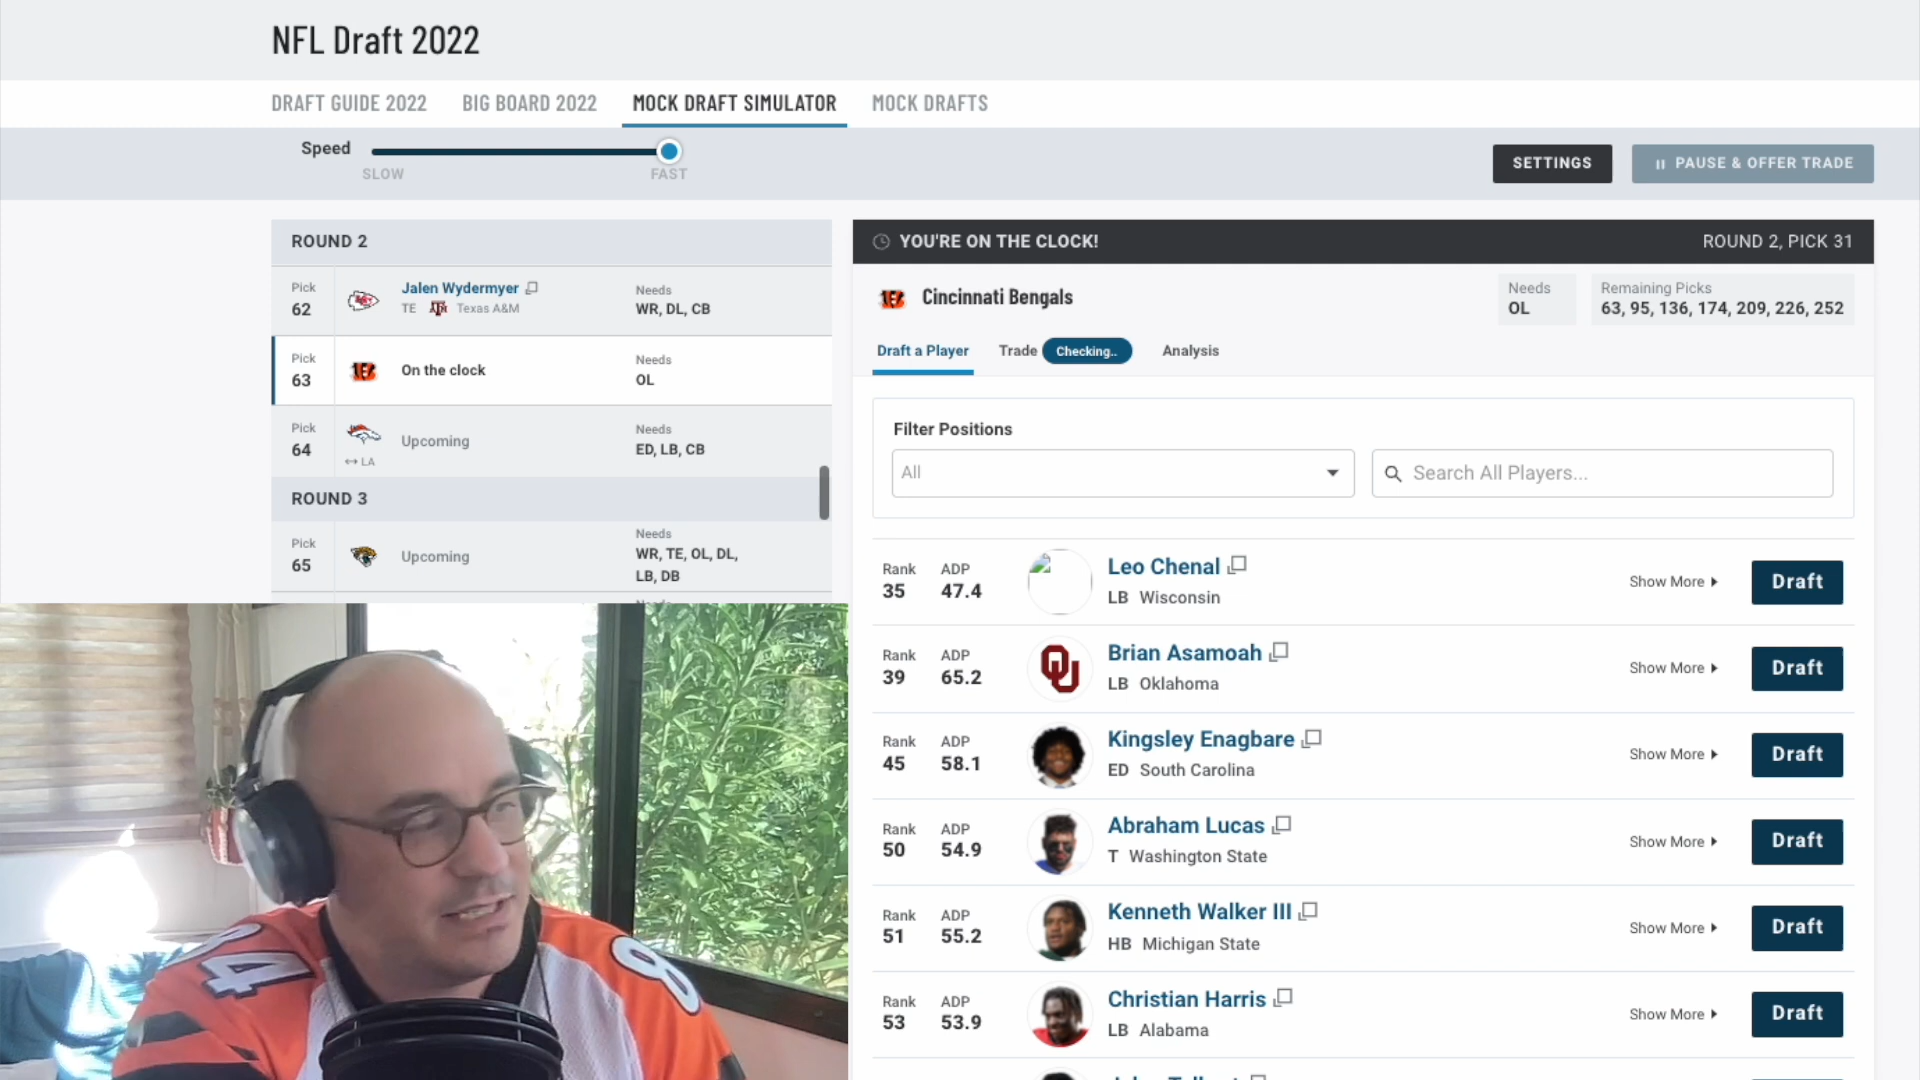 NFL Draft 2022
DRAFT GUIDE 2022 BIG BOARD 2022 MOCK DRAFT SIMULATOR MOCK DRAFTS
Speed
SLOW FAST
SETTINGS PAUSE & OFFER TRADE
ROUND 2
Pick 62
Jalen Wydermyer
TE Texas A&M
Needs
WR, DL, CB
Pick 63
On the clock
Needs
OL
Pick 64
LA
Upcoming
Needs
ED, LB, CB
ROUND 3
Pick 65
Upcoming
Needs
WR, TE, OL, DL,
LB, DB
YOU'RE ON THE CLOCK! ROUND 2, PICK 31
Cincinnati Bengals
Needs
OL
Remaining Picks
63, 95, 136, 174, 209, 226, 252
Draft a Player Trade Checking.. Analysis
Filter Positions
All
Search All Players...
Rank ADP
35 47.4
Leo Chenal
LB Wisconsin
Show More Draft
Rank ADP
39 65.2
OU
Brian Asamoah
LB Oklahoma
Show More Draft
Rank ADP
45 58.1
Kingsley Enagbare
ED South Carolina
Show More Draft
Rank ADP
50 54.9
Abraham Lucas
T Washington State
Show More Draft
Rank ADP
51 55.2
Kenneth Walker III
HB Michigan State
Show More Draft
Rank ADP
53 53.9
Christian Harris
LB Alabama
Show More Draft
84
8